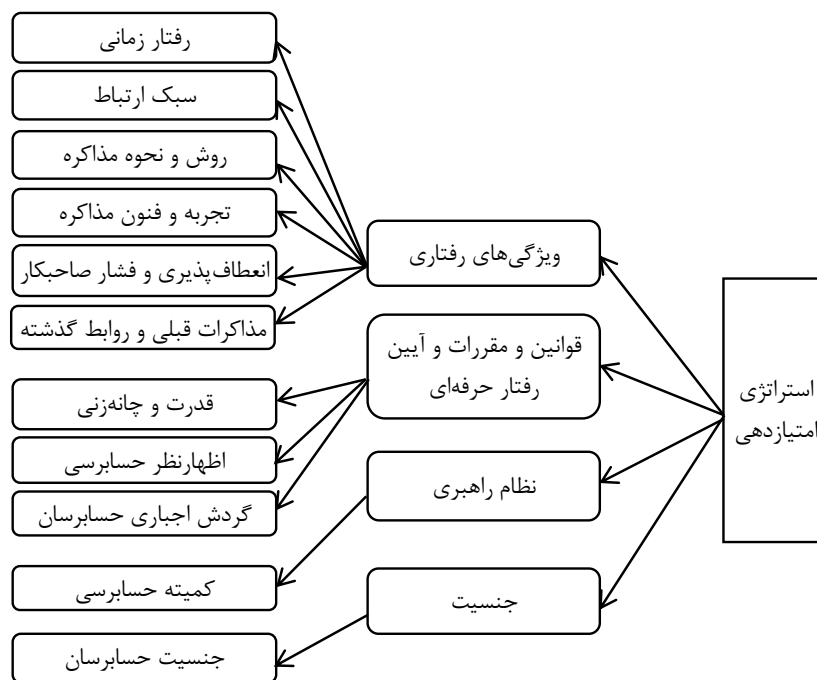 استراتژی
امتیازدهی
ویژگی‌های رفتاری
رفتار زمانی
سبک ارتباط
روش و نحوه مذاکره
تجربه و فنون مذاکره
انعطاف‌پذیری و فشار صاحبکار
مذاکرات قبلی و روابط گذشته
قوانین و مقررات و آیین
رفتار حرفه‌ای
قدرت و چانه‌زنی
اظهارنظر حسابرسی
گردش اجباری حسابرسان
نظام راهبری
کمیته حسابرسی
جنسیت
جنسیت حسابرسان